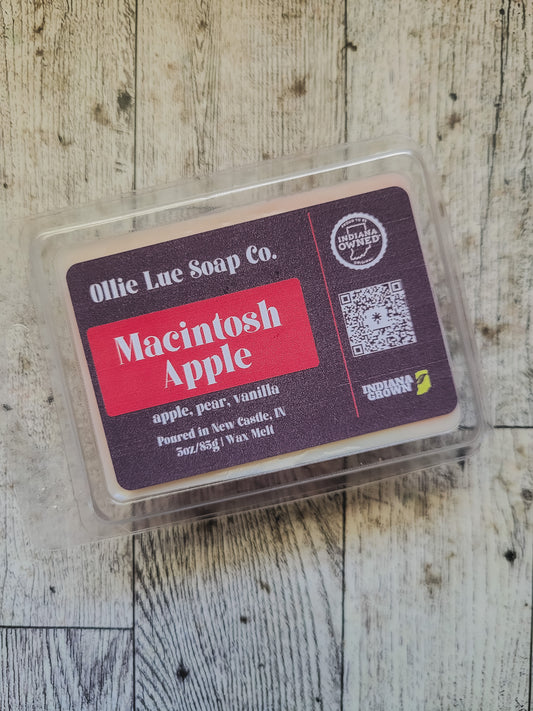 Ollie Lue Soap Co.
Macintosh
Apple
apple, pear, vanilla
Poured in New Castle, IN
3oz/85g | Wax Melt
INDIANA
OWNED
INDIANA
GROWN